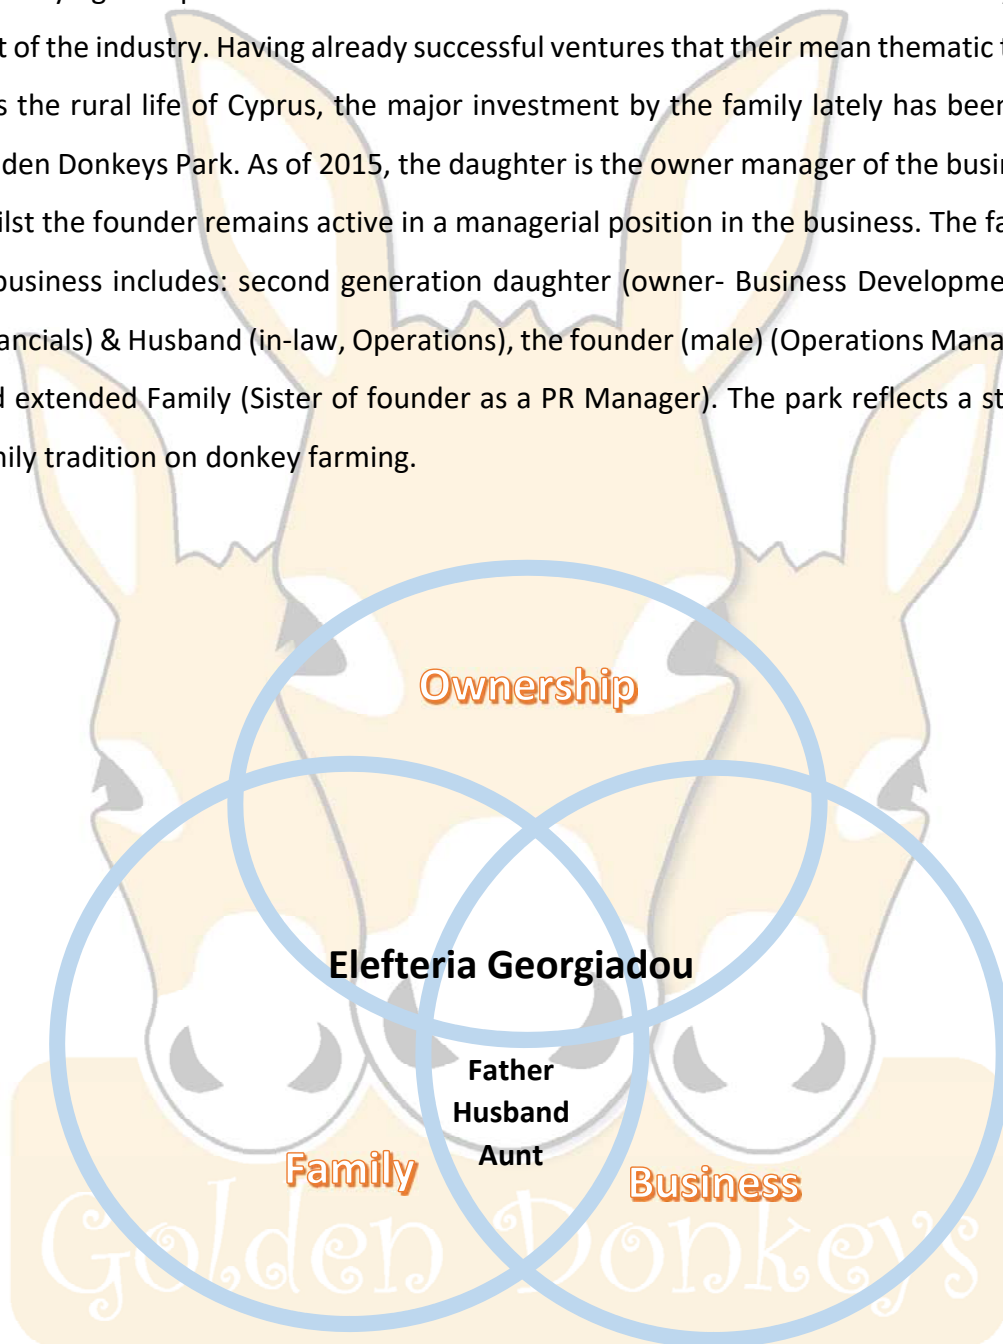 t of the industry. Having already successful ventures that their mean thematic
s the rural life of Cyprus, the major investment by the family lately has been
den Donkeys Park. As of 2015, the daughter is the owner manager of the busin
ilst the founder remains active in a managerial position in the business. The fa
business includes: second generation daughter (owner- Business Developme
ancials) & Husband (in-law, Operations), the founder (male) (Operations Mana
d extended Family (Sister of founder as a PR Manager). The park reflects a st
ily tradition on donkey farming.
Ownership
Elefteria Georgiadou
Father
Husband
Aunt
Family
Business
Golden Donkeys